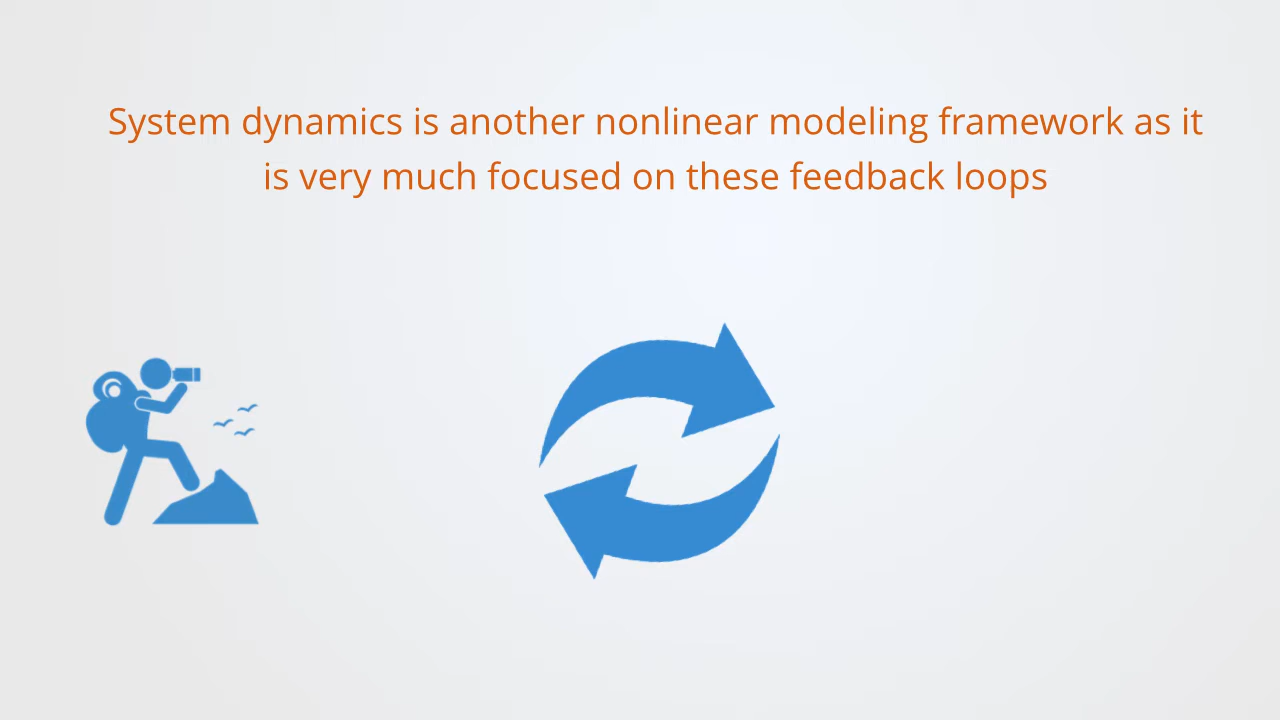 System dynamics is another nonlinear modeling framework as it
is very much focused on these feedback loops